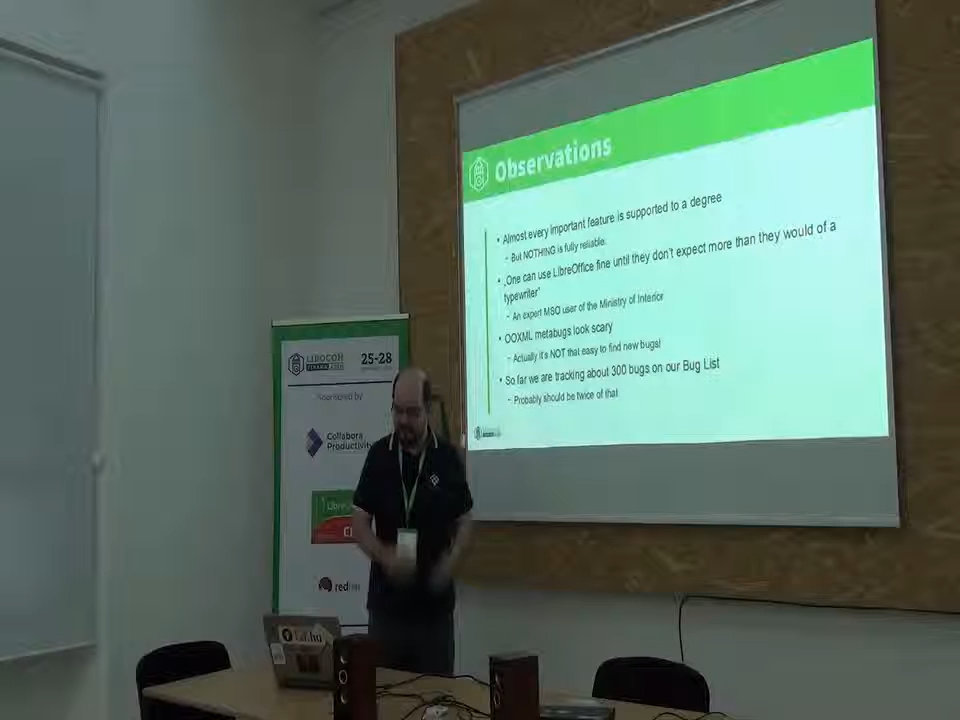 Observations
• Almost every important feature is supported to a degree
- But NOTHING is fully reliable.
• „One can use LibreOffice fine until they don't expect more than they would of a
typewriter"
- An expert MSO user of the Ministry of Interior
• OOXML metabugs look scary
- Actually it's NOT that easy to find new bugs!
• So far we are tracking about 300 bugs on our Bug List
- Probably should be twice of that
LIBOCON
TIRANA
25-28
Sponsored by
Collabora
Productivity
Libre
red
fsf.hu